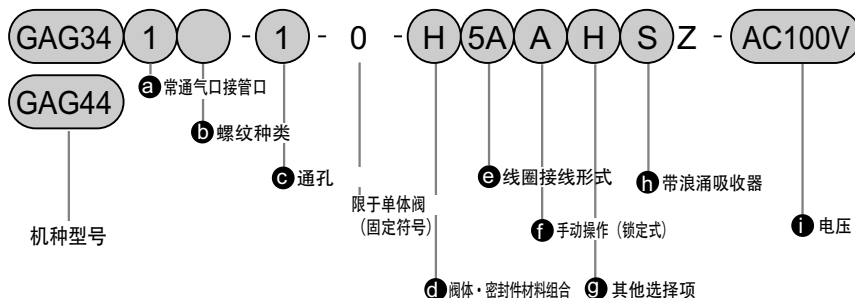 GAG34 1 - 1 - 0 - H 5A A H S Z - AC100V
GAG44
a 常通气口接管口
b 螺纹种类
c 通孔
e 线圈接线形式
h 带浪涌吸收器
限于单体阀
（固定符号）
f 手动操作（锁定式）
i 电压
机种型号
d 阀体・密封件材料组合
g 其他选择项